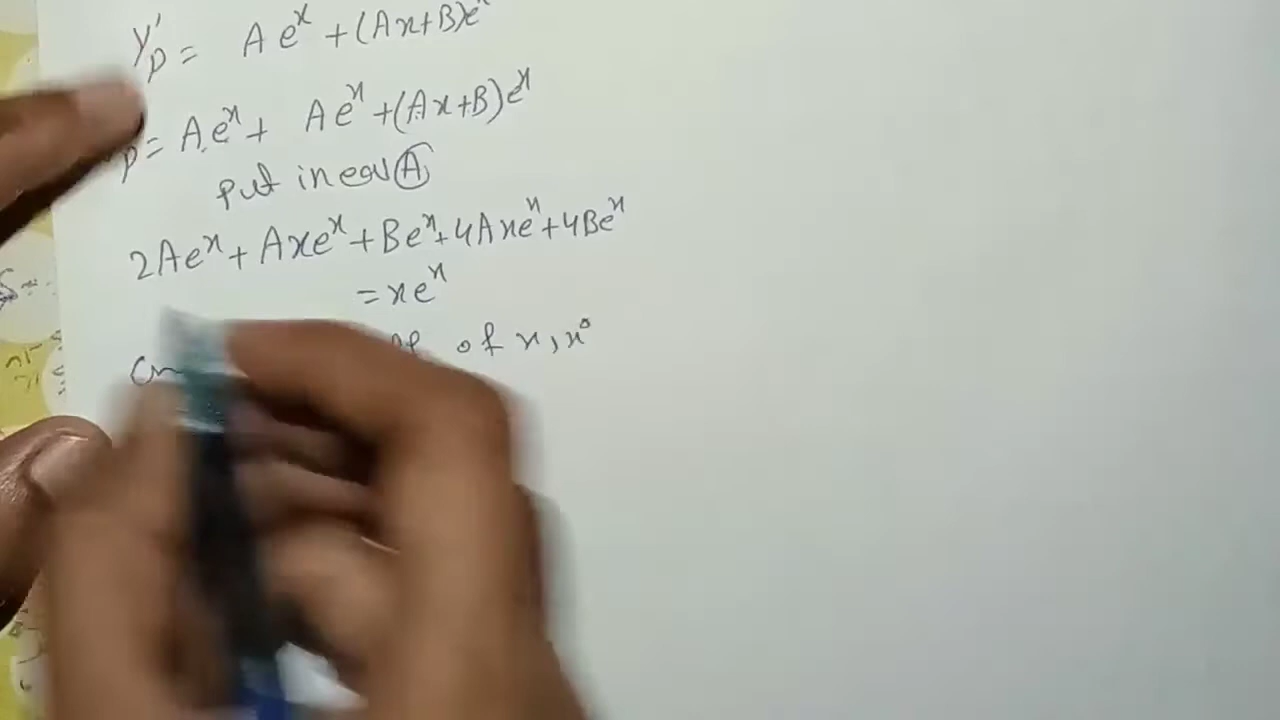 y'p = Ae^x + (Ax+B)e^x
p = Ae^x + Ae^x + (Ax+B)e^x
put in eqn (A)
2Ae^x + Axe^x + Be^x + 4Axe^x + 4Be^x
= xe^x
of x, x°